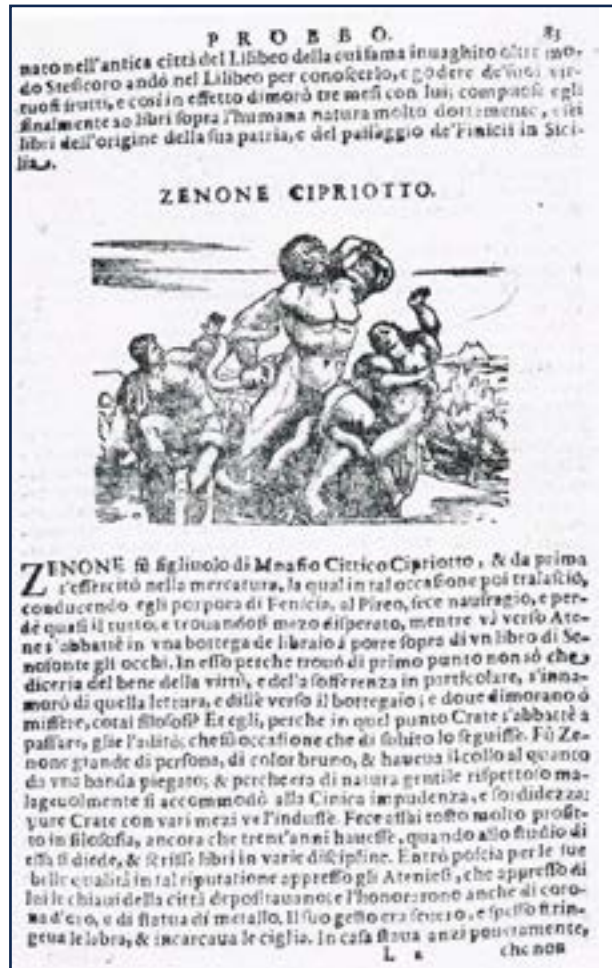 PROBBO. 83
nato nell'antica città del Lilibeo della cui fama inuaghito oltre mo-
do Stesicoro andò nel Lilibeo per conoscerlo, e godere de'suoi vir-
tuosi frutti, e così in effetto dimorò tre mesi con lui; compose egli
finalmente 20 libri sopra l'humana natura molto dottamente, e sei
libri dell'origine della sua patria, e del passaggio de'Finicii in Sici-
lia.
ZENONE CIPRIOTTO.
ZENONE fù figliuolo di Mnasio Cittico Cipriotto, & da prima
s'essercitò nella mercatura, la qual in tal occasione poi tralasciò,
conducendo egli porpora di Fenicia, al Pireo, fece naufragio, e per-
dè quasi il tutto, e trouandosi mezo disperato, mentre và verso Ate-
ne s'abbattè in vna bottega de libraio à porre sopra di vn libro di Se-
nofonte gli occhi. In esso perche trouò di primo punto non sò che
diceria del bene della virtù, e del'a sofferenza in particolare, s'inna-
morò di quella lettura, e disse verso il bottegaio; e doue dimorano ò
missère, cotai filosofi? Et egli, perche in quel punto Crate s'abbattè à
passare, glie l'aditò; che fù occasione che di subito lo seguisse. Fù Ze-
none grande di persona, di color bruno, & haueua il collo al quanto
da vna banda piegato; & perche era di natura gentile rispettoso ma-
lageuolmente si accommodò alla Cinica impudenza, e sordidezza;
pure Crate con vari mezi ve l'indusse. Fece assai tosto molto profit-
to in filosofia, ancora che trent'anni hauesse, quando allo studio di
essa si diede, & scrisse libri in varie discipline. Entrò poscia per le sue
belle qualità in tal riputatione appresso gli Ateniesi, che appresso di
lui le chiaui della città depositauano e l'honorarono anche di coro-
na d'oro, e di statua di metallo. Il suo gesto era seuero, e spesso strin-
geua le labra, & incarcaua le ciglia. In casa staua anzi poueramente,
L 2 che non